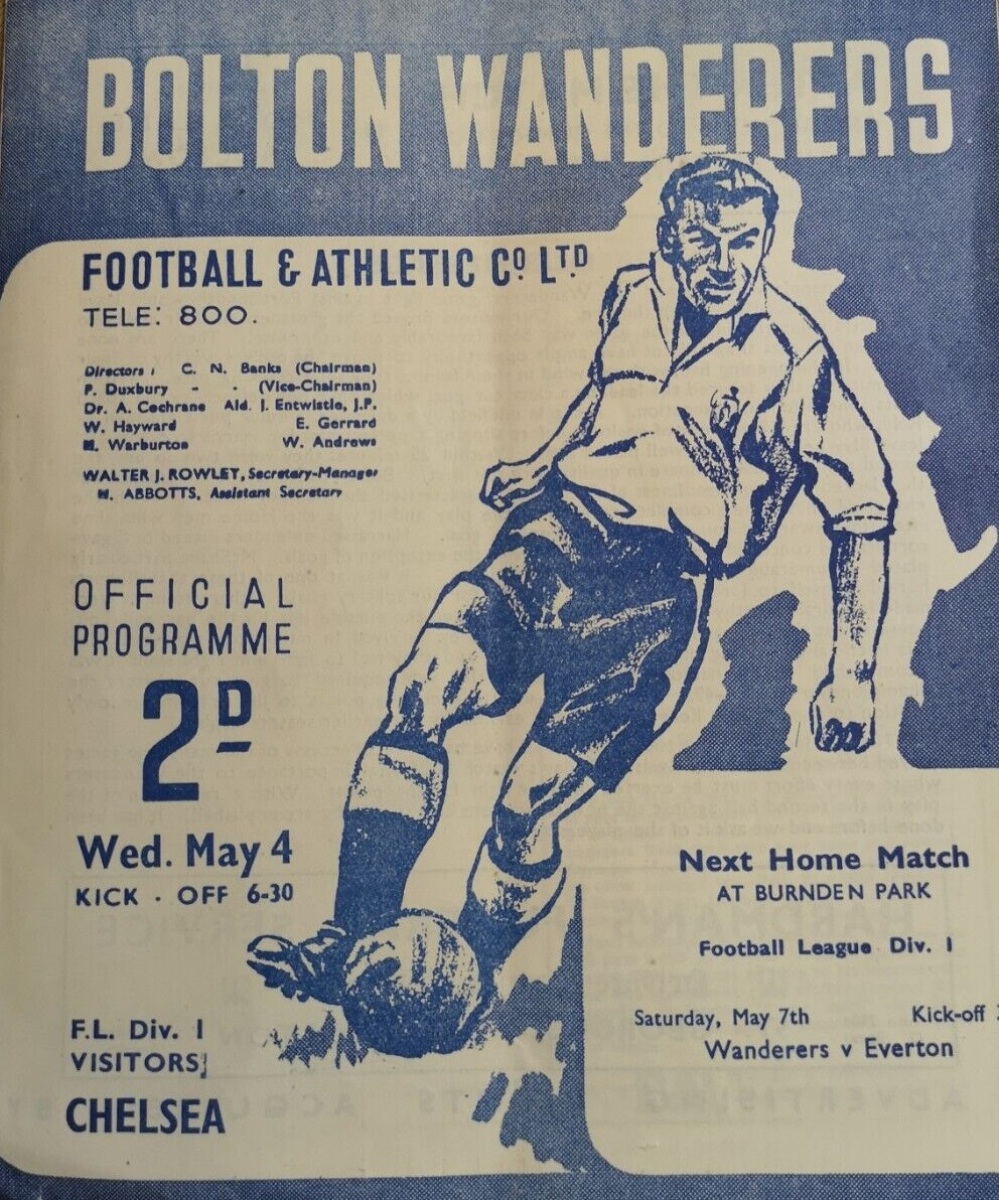 BOLTON WANDERERS
FOOTBALL & ATHLETIC CO LTD
TELE: 800.
Directors: C. N. Banks (Chairman)
P. Duxbury - - (Vice-Chairman)
Dr. A. Cochrane Ald. J. Entwistle, J.P.
W. Hayward E. Gerrard
M. Warburton W. Andrews
WALTER J. ROWLEY, Secretary-Manager
H. ABBOTTS, Assistant Secretary
OFFICIAL
PROGRAMME
2D
Wed. May 4
KICK - OFF 6-30
F.L. Div. 1
VISITORS;
CHELSEA
Next Home Match
AT BURNDEN PARK
Football League Div. 1
Saturday, May 7th Kick-off
Wanderers v Everton